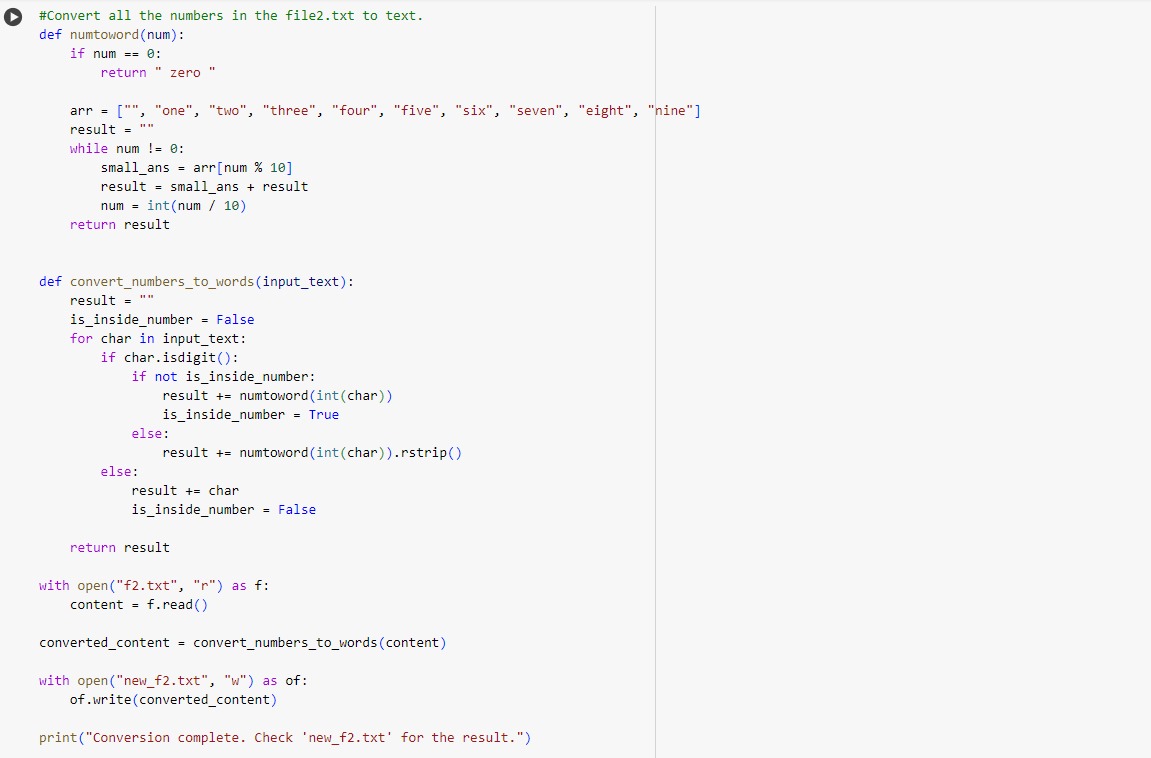 #Convert all the numbers in the file2.txt to text.
def numtoword(num):
    if num == 0:
        return " zero "

    arr = ["", "one", "two", "three", "four", "five", "six", "seven", "eight", "nine"]
    result = ""
    while num != 0:
        small_ans = arr[num % 10]
        result = small_ans + result
        num = int(num / 10)
    return result


def convert_numbers_to_words(input_text):
    result = ""
    is_inside_number = False
    for char in input_text:
        if char.isdigit():
            if not is_inside_number:
                result += numtoword(int(char))
                is_inside_number = True
            else:
                result += numtoword(int(char)).rstrip()
        else:
            result += char
            is_inside_number = False

    return result

with open("f2.txt", "r") as f:
    content = f.read()

converted_content = convert_numbers_to_words(content)

with open("new_f2.txt", "w") as of:
    of.write(converted_content)

print("Conversion complete. Check 'new_f2.txt' for the result.")